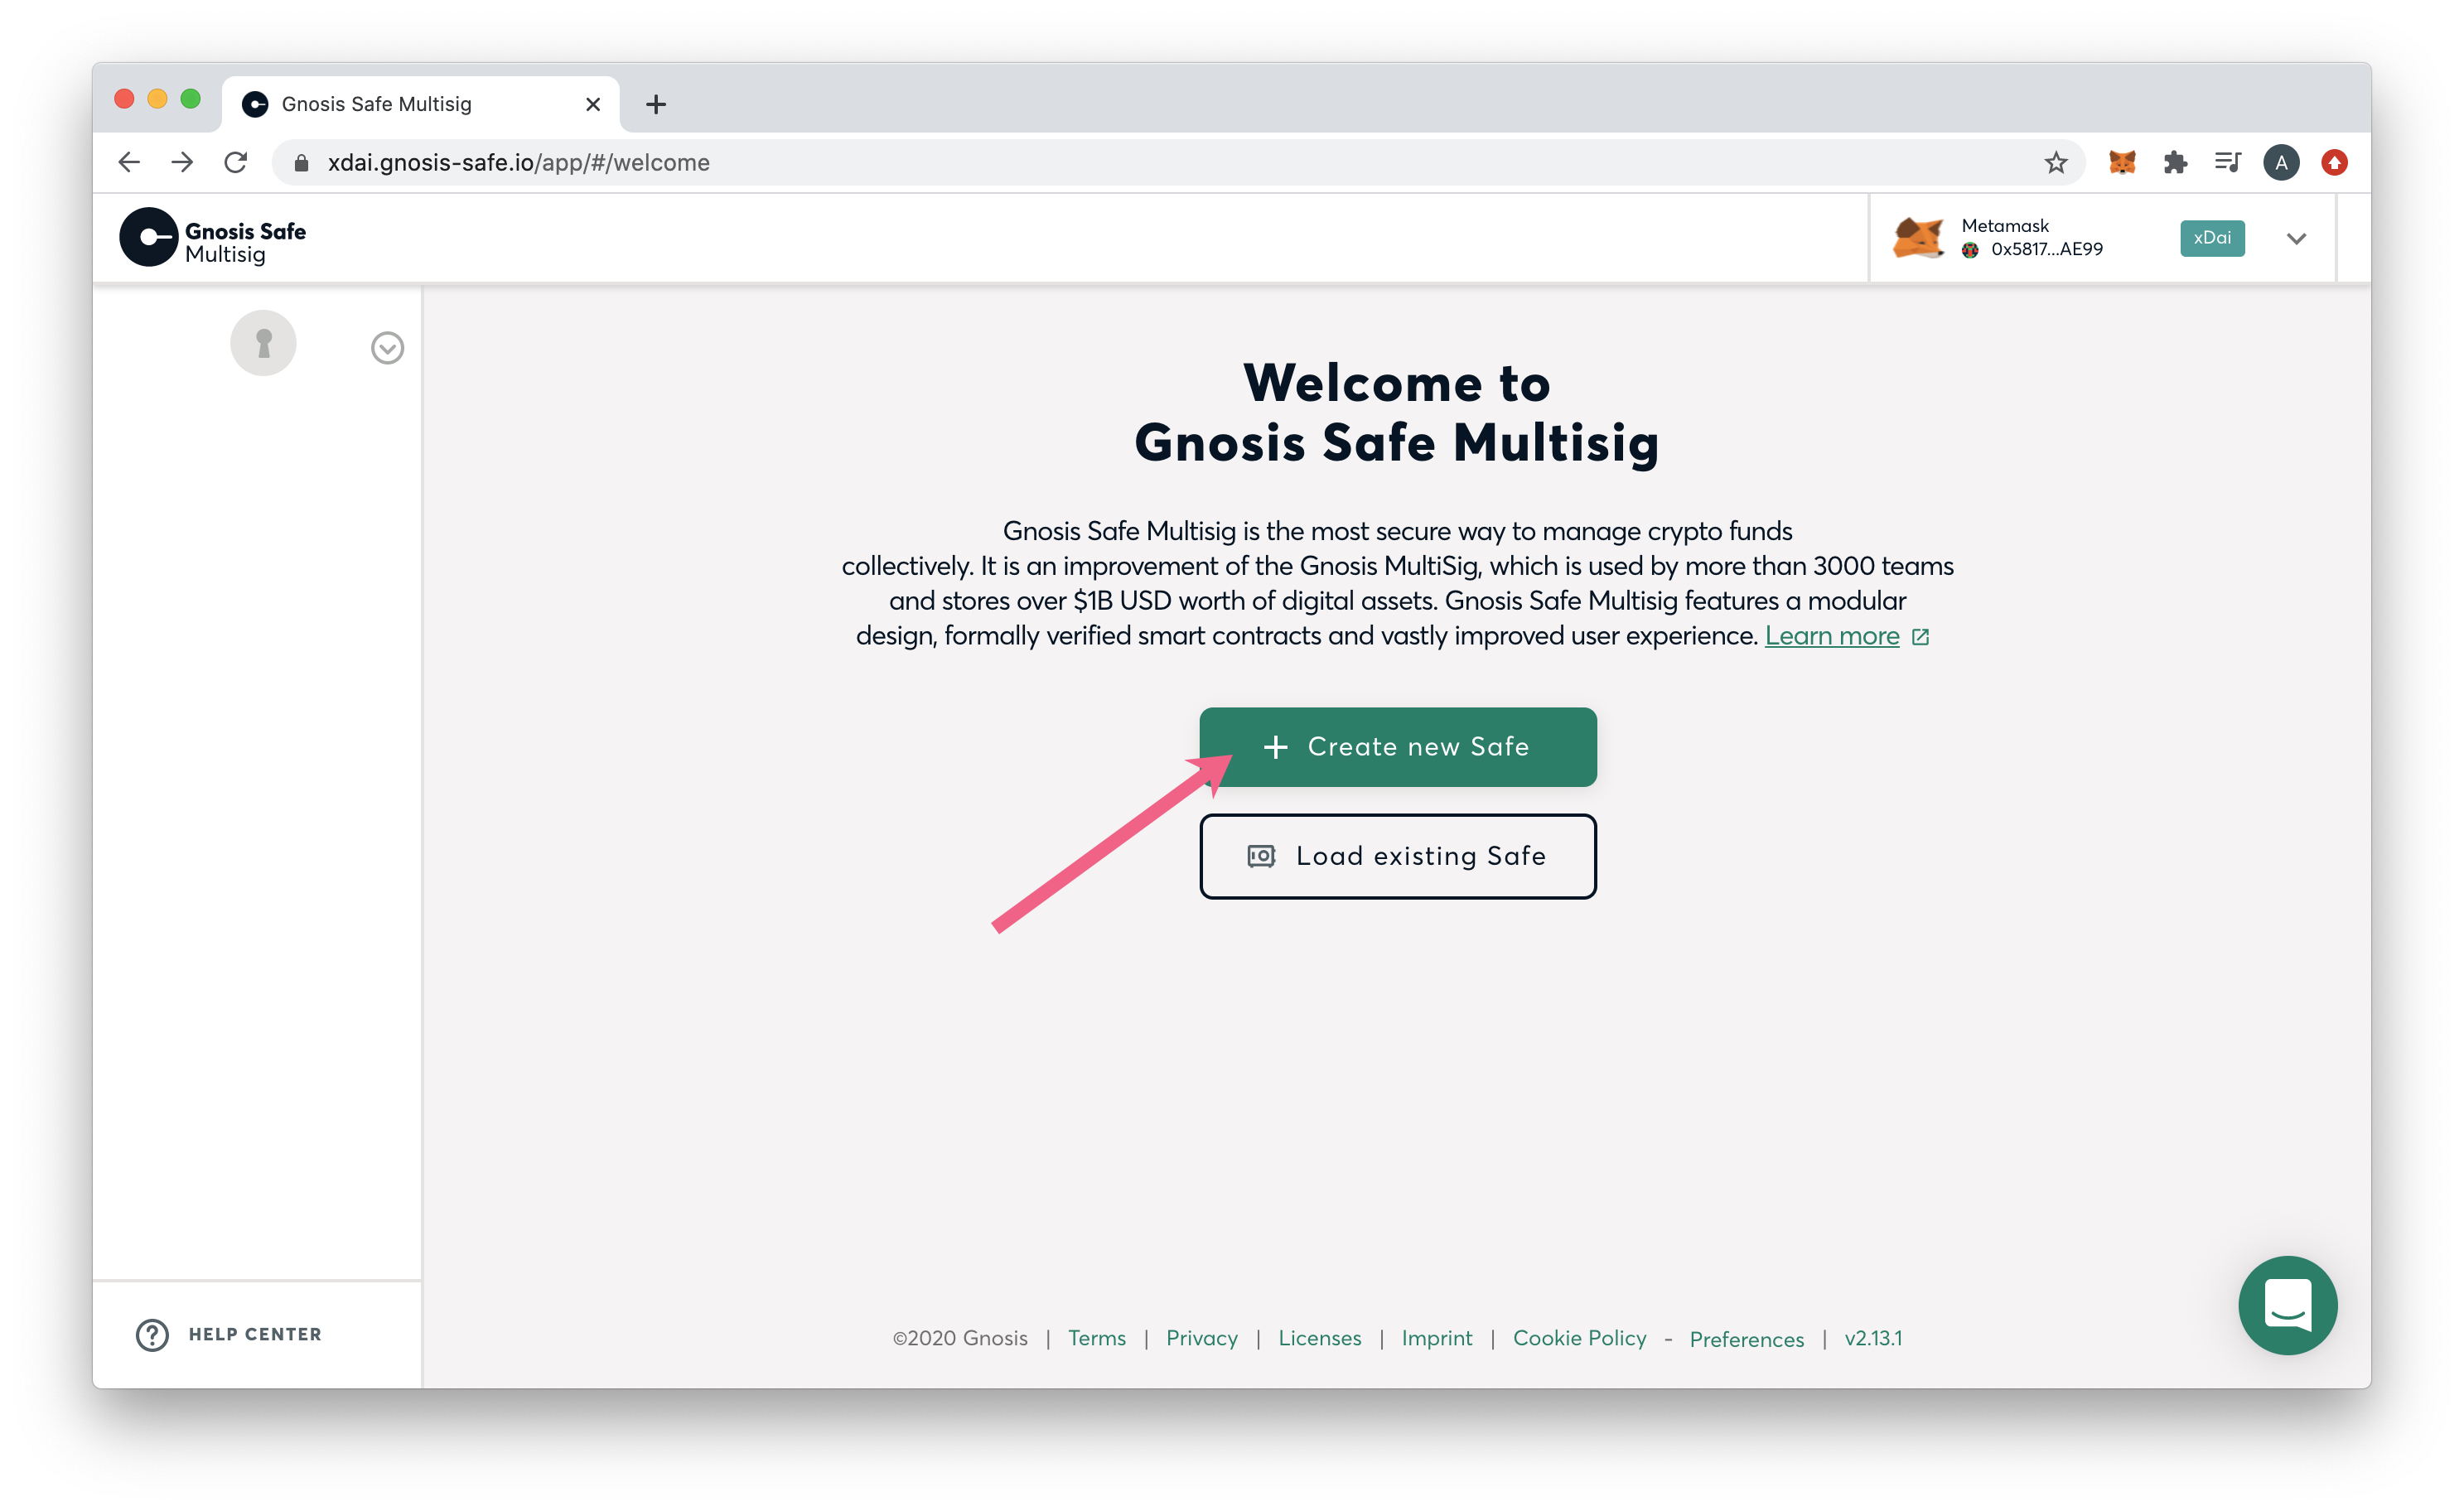 Gnosis Safe Multisig
xdai.gnosis-safe.io/app/#/welcome
A
Gnosis Safe
Multisig
Metamask
0x5817...AE99
xDai
Welcome to
Gnosis Safe Multisig
Gnosis Safe Multisig is the most secure way to manage crypto funds
collectively. It is an improvement of the Gnosis MultiSig, which is used by more than 3000 teams
and stores over $1B USD worth of digital assets. Gnosis Safe Multisig features a modular
design, formally verified smart contracts and vastly improved user experience. Learn more
+ Create new Safe
Load existing Safe
? HELP CENTER
©2020 Gnosis | Terms | Privacy | Licenses | Imprint | Cookie Policy - Preferences | v2.13.1